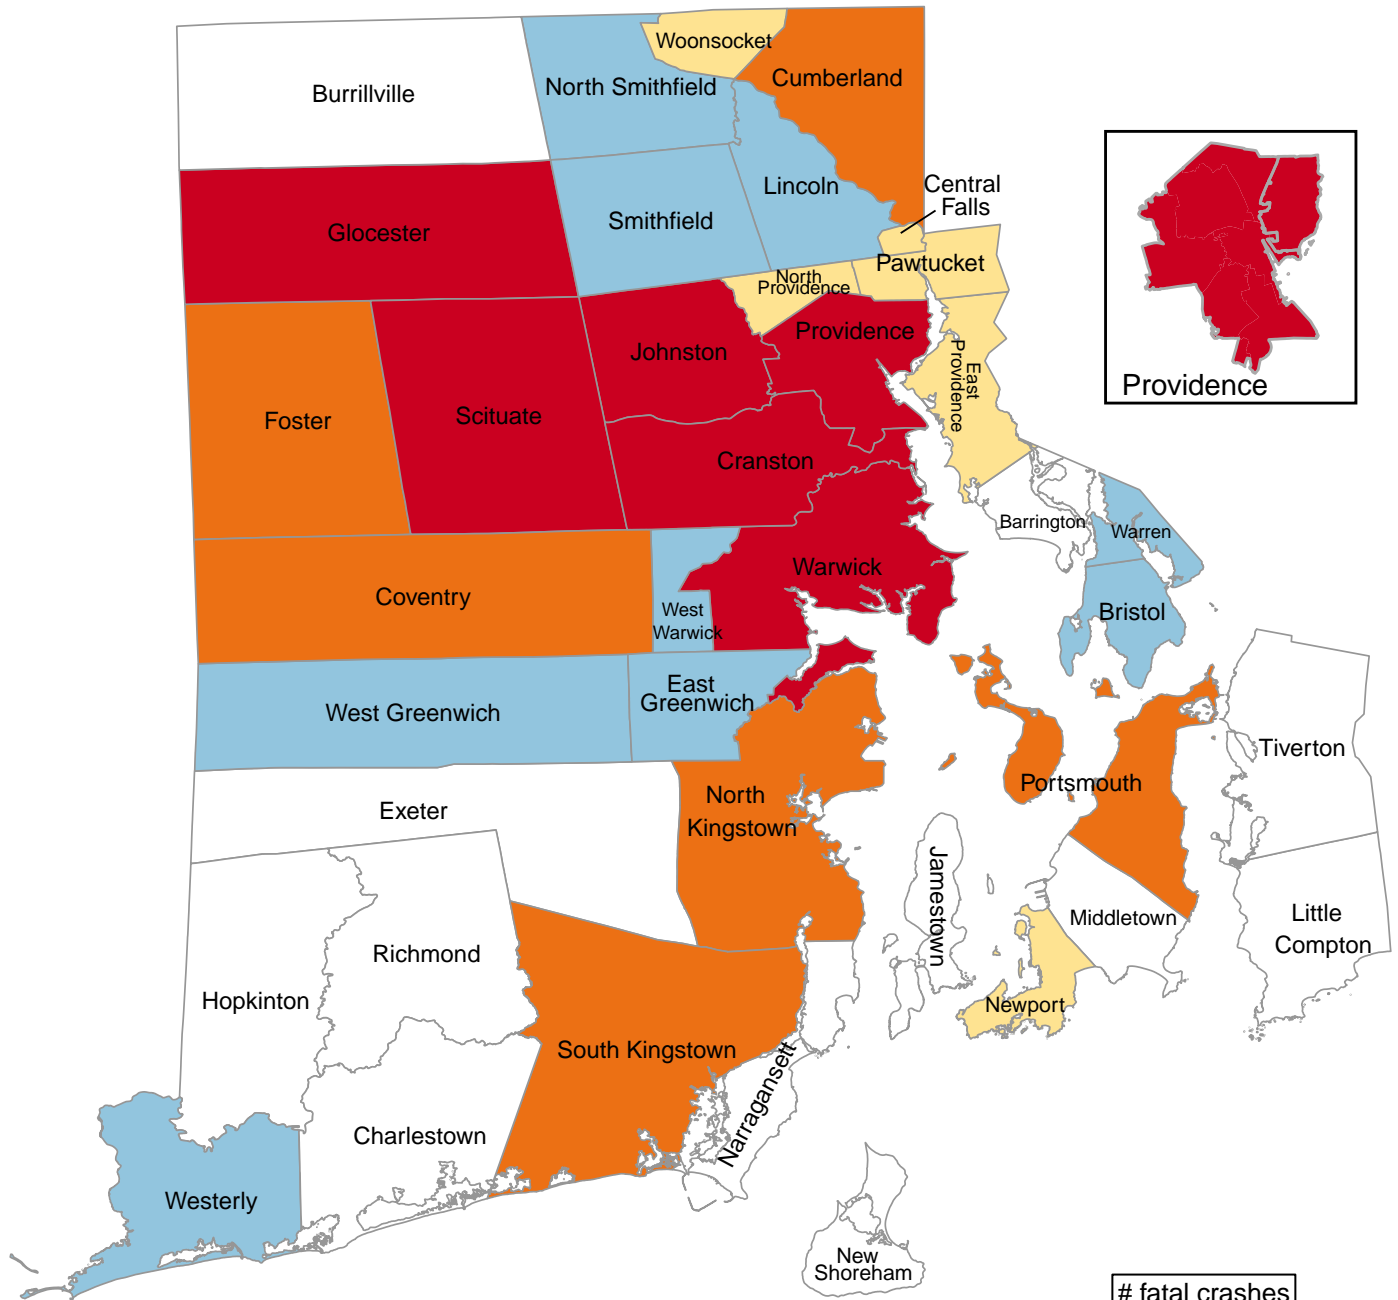 Woonsocket
Cumberland
Burrillville
North Smithfield
Central
Falls
Lincoln
Smithfield
Glocester
Pawtucket
North
Providence
Providence
Johnston
East
Providence
Providence
Foster
Scituate
Cranston
Barrington
Warren
Warwick
Coventry
West
Warwick
Bristol
East
Greenwich
West Greenwich
Tiverton
Portsmouth
North
Kingstown
Exeter
Jamestown
Middletown
Little
Compton
Richmond
Hopkinton
Newport
South Kingstown
Narragansett
Charlestown
Westerly
New
Shoreham
# fatal crashes